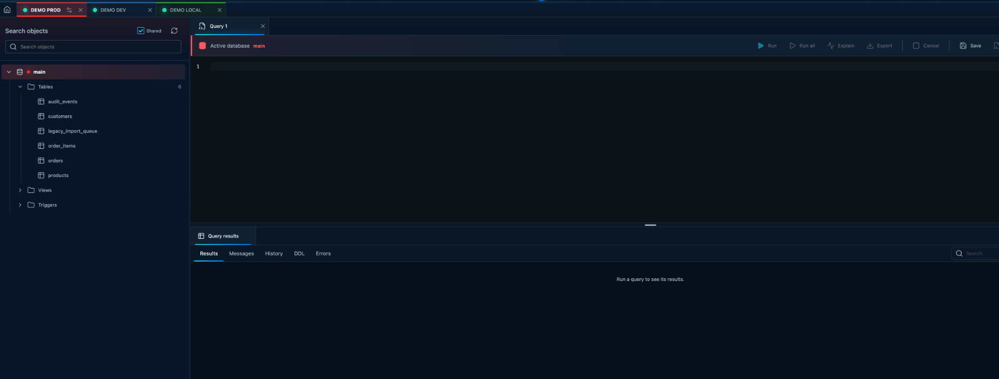 DEMO PROD
DEMO DEV
DEMO LOCAL
Search objects
Shared
Search objects
main
Tables
6
audit_events
customers
legacy_import_queue
order_items
orders
products
Views
Triggers
Query 1
Active database main
Run
Run all
Explain
Export
Cancel
Save
1
Query results
Results
Messages
History
DDL
Errors
Search
Run a query to see its results.